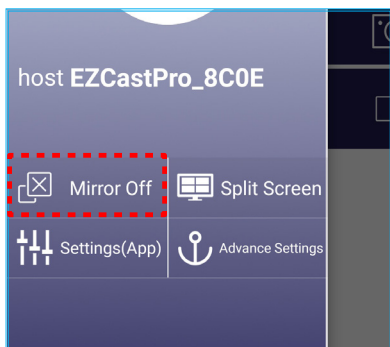 host EZCastPro_8C0E
Mirror Off
Split Screen
Settings(App)
Advance Settings